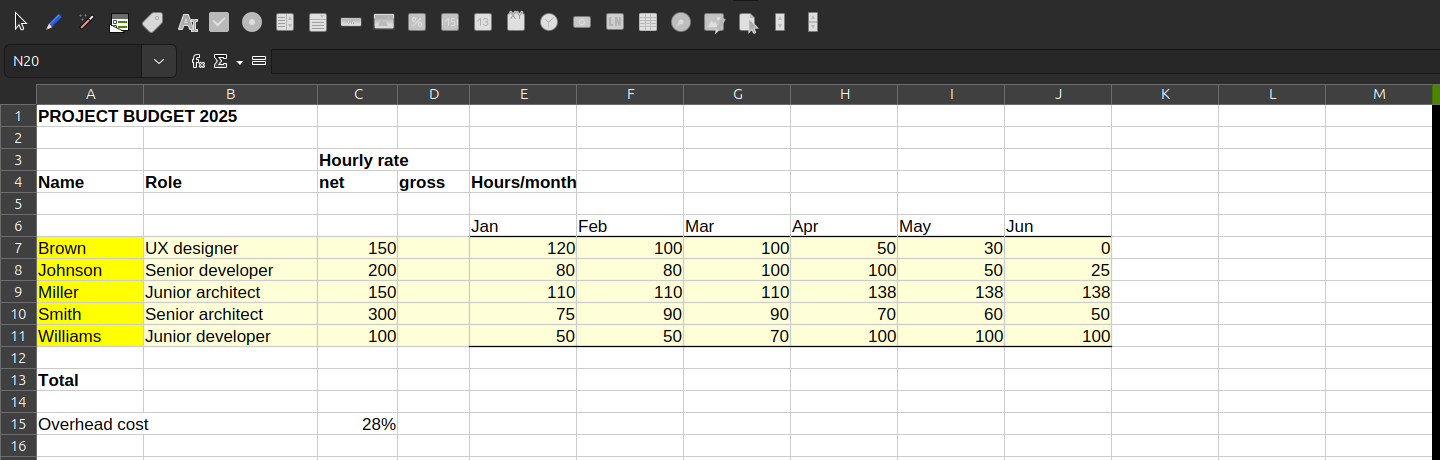 N20
A B C D E F G H I J K L M
1 PROJECT BUDGET 2025
2
3 Hourly rate
4 Name Role net gross Hours/month
5
6 Jan Feb Mar Apr May Jun
7 Brown UX designer 150 120 100 100 50 30 0
8 Johnson Senior developer 200 80 80 100 100 50 25
9 Miller Junior architect 150 110 110 110 138 138 138
10 Smith Senior architect 300 75 90 90 70 60 50
11 Williams Junior developer 100 50 50 70 100 100 100
12
13 Total
14
15 Overhead cost 28%
16